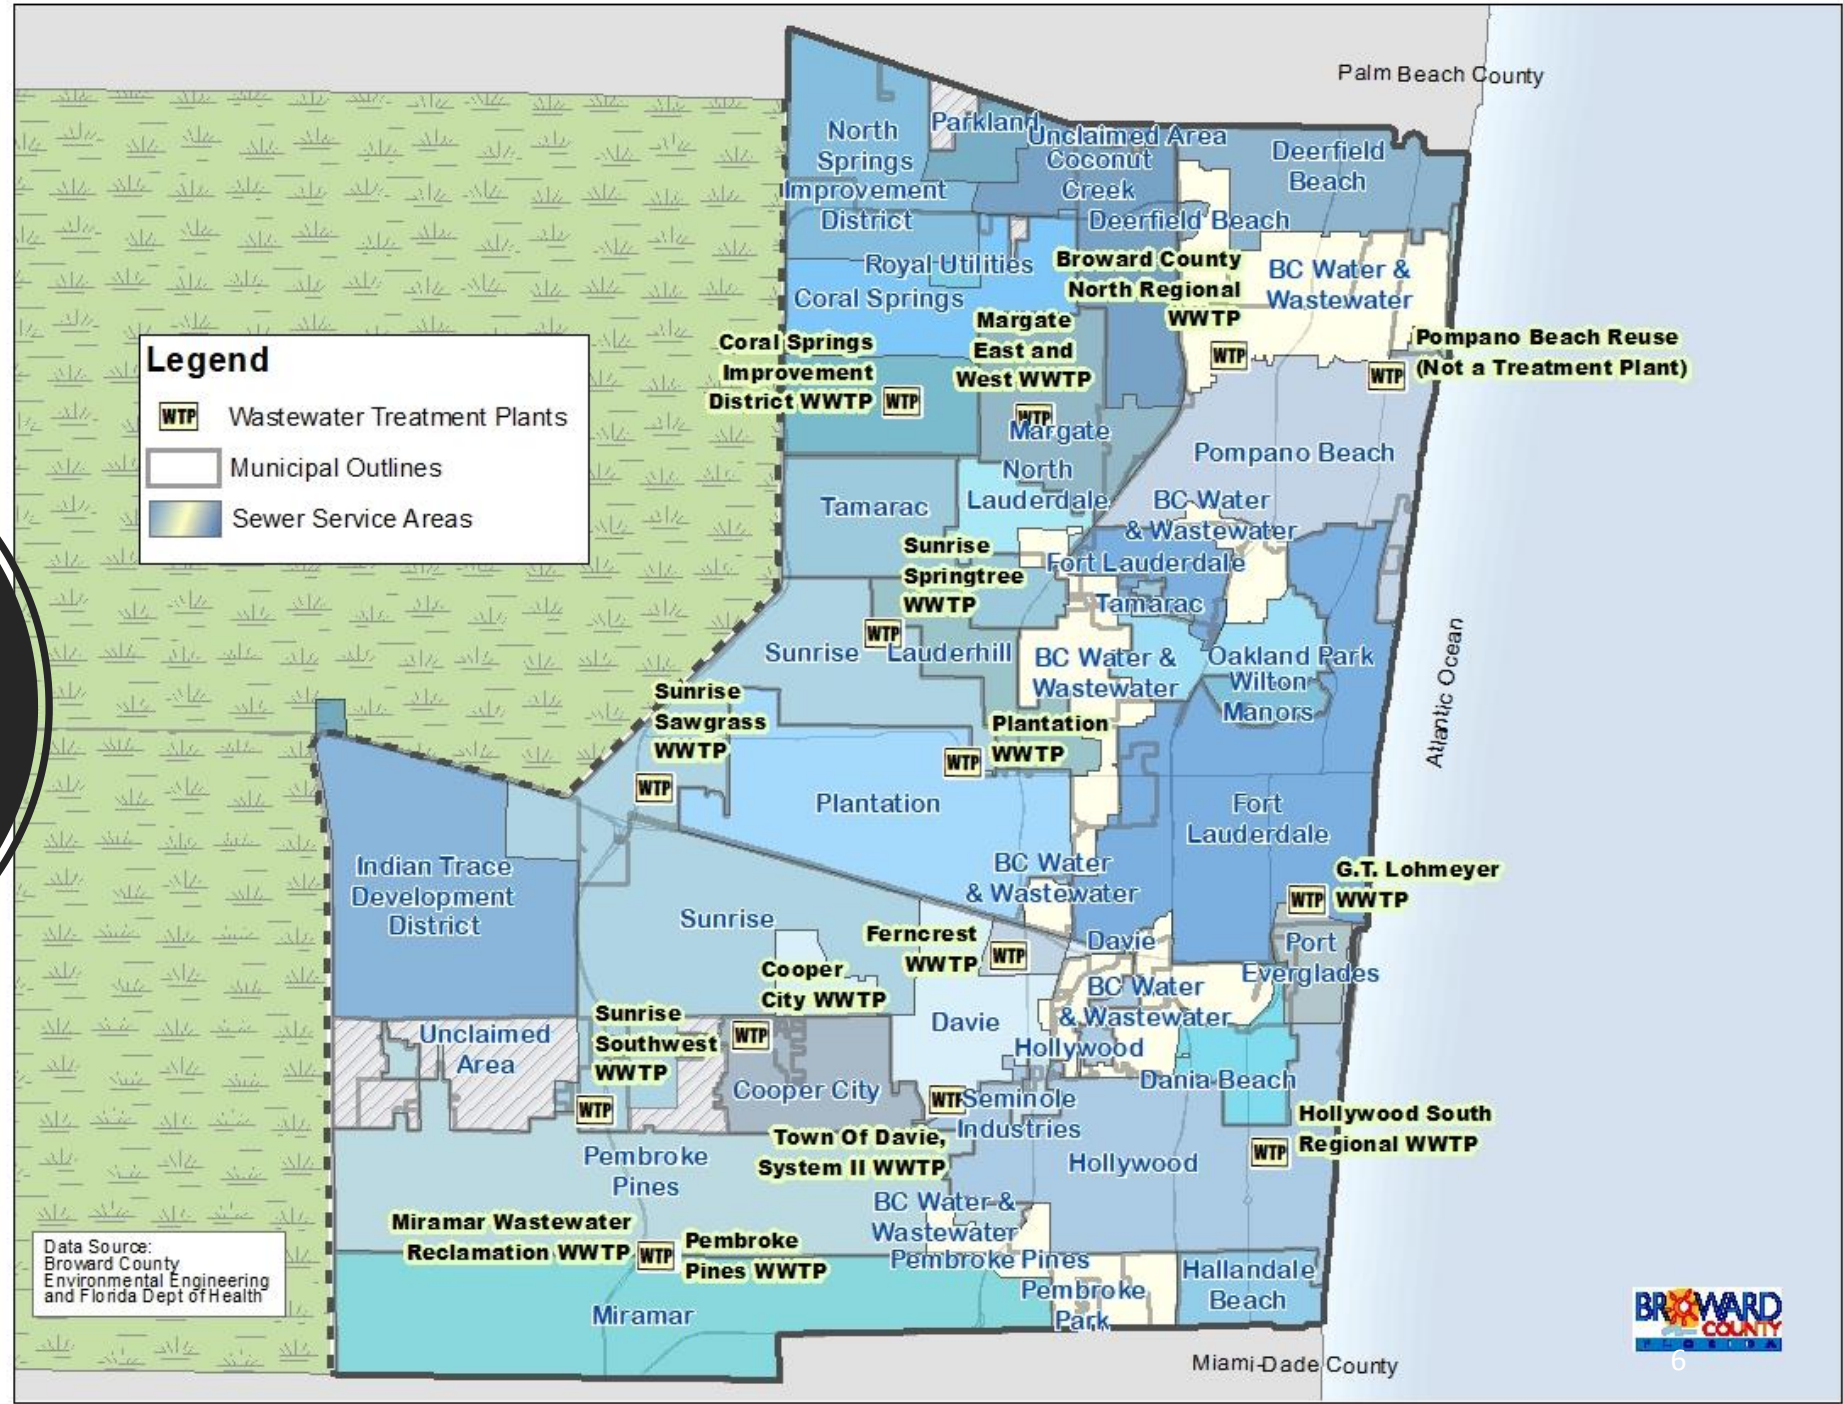 Palm Beach County
Parkland
Unclaimed Area
North
Springs
Improvement
District
Coconut
Creek
Deerfield
Beach
Deerfield Beach
Royal Utilities
Coral Springs
Broward County
North Regional
WWTP
WTP
BC Water &
Wastewater
Margate
East and
West WWTP
WTP
Margate
Coral Springs
Improvement
District WWTP
WTP
Pompano Beach Reuse
(Not a Treatment Plant)
WTP
Legend
WTP Wastewater Treatment Plants
Municipal Outlines
Sewer Service Areas
Pompano Beach
North
Lauderdale
Tamarac
BC Water
& Wastewater
Fort Lauderdale
Sunrise
Springtree
WWTP
WTP
Tamarac
Sunrise
Lauderhill
BC Water &
Wastewater
Oakland Park
Wilton
Manors
Atlantic Ocean
Sunrise
Sawgrass
WWTP
WTP
Plantation
WWTP
WTP
Plantation
Fort
Lauderdale
BC Water
& Wastewater
G.T. Lohmeyer
WWTP
WTP
Indian Trace
Development
District
Sunrise
Ferncrest
WWTP
WTP
Davie
Port
Everglades
Cooper
City WWTP
WTP
BC Water
& Wastewater
Davie
Hollywood
Sunrise
Southwest
WWTP
WTP
Unclaimed
Area
Cooper City
Dania Beach
WTP
Seminole
Industries
Town Of Davie,
System II WWTP
Hollywood South
Regional WWTP
WTP
Hollywood
Pembroke
Pines
BC Water &
Wastewater
Miramar Wastewater
Reclamation WWTP
WTP
Pembroke
Pines WWTP
Pembroke Pines
Pembroke
Park
Hallandale
Beach
Miramar
Data Source:
Broward County
Environmental Engineering
and Florida Dept of Health
Miami-Dade County
BROWARD
COUNTY
FLORIDA
6